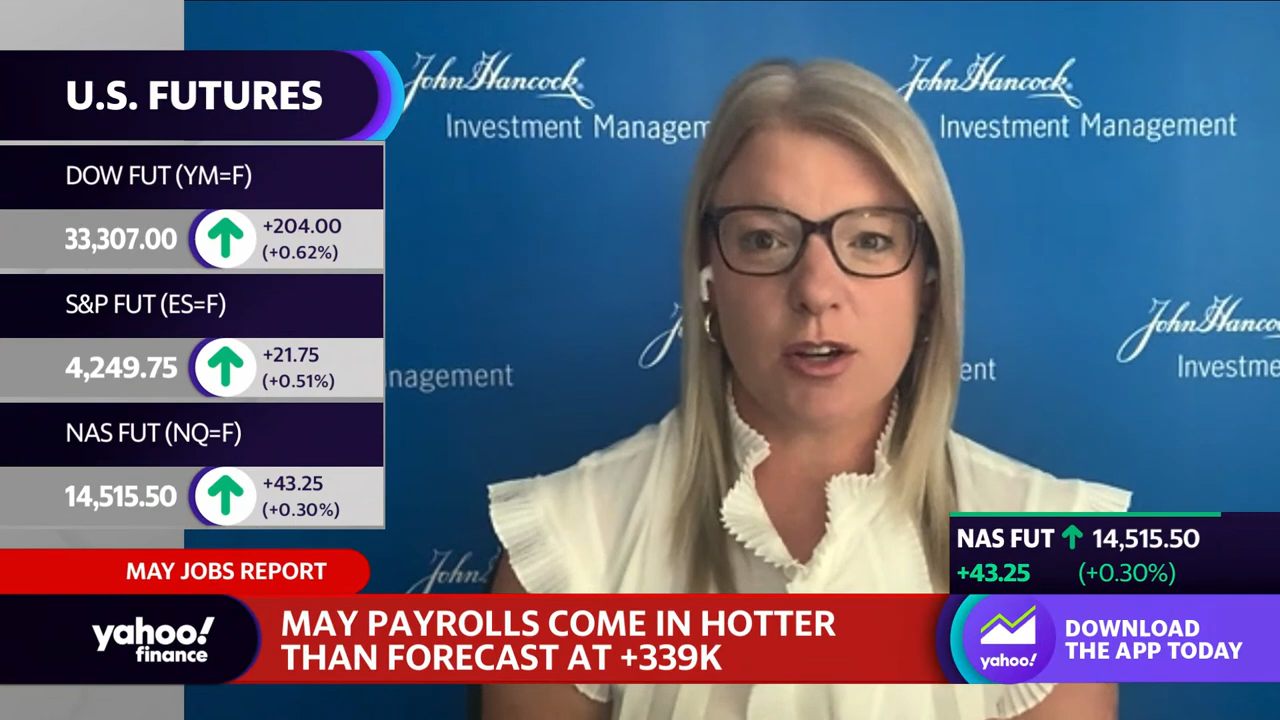 U.S. FUTURES
DOW FUT (YM=F)
33,307.00
+204.00
(+0.62%)
S&P FUT (ES=F)
4,249.75
+21.75
(+0.51%)
NAS FUT (NQ=F)
14,515.50
+43.25
(+0.30%)
John Hancock
Investment Managem
John Hancock
Investment Management
John Hanco
Investme
nagement
ent
John
NAS FUT 14,515.50
+43.25 (+0.30%)
MAY JOBS REPORT
yahoo!
finance
MAY PAYROLLS COME IN HOTTER
THAN FORECAST AT +339K
yahoo!
DOWNLOAD
THE APP TODAY